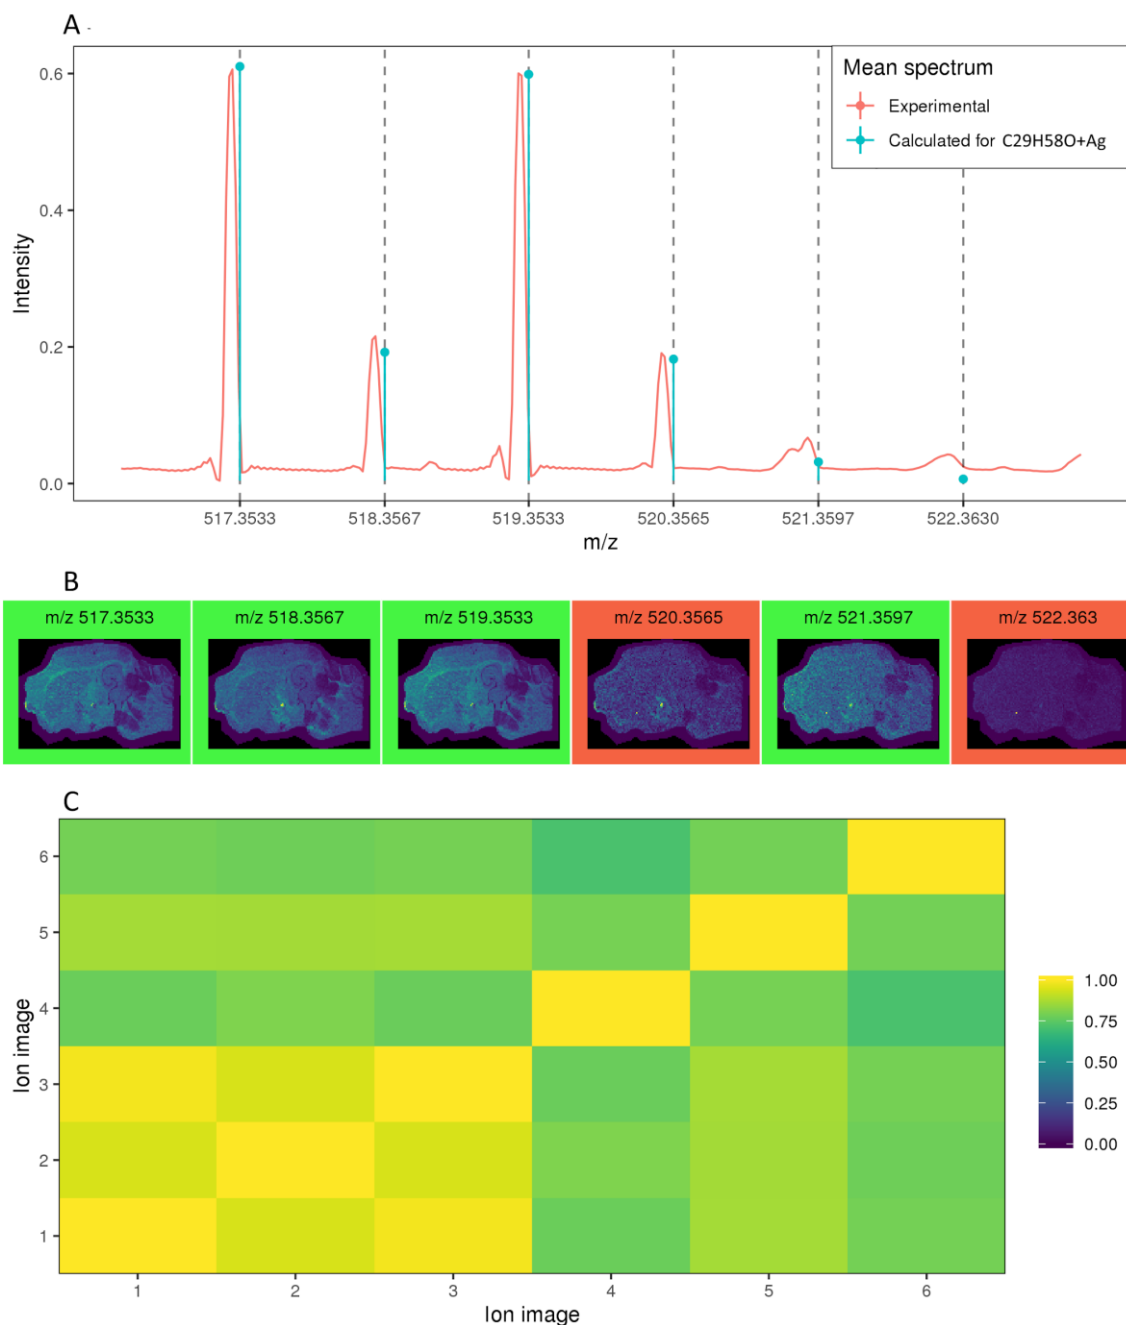 A
Mean spectrum
Experimental
Calculated for C29H58O+Ag
0.6
0.4
0.2
0.0
Intensity
517.3533 518.3567 519.3533 520.3565 521.3597 522.3630
m/z
B
m/z 517.3533 m/z 518.3567 m/z 519.3533 m/z 520.3565 m/z 521.3597 m/z 522.363
C
6
5
4
3
2
1
Ion image
1.00
0.75
0.50
0.25
0.00
1 2 3 4 5 6
Ion image